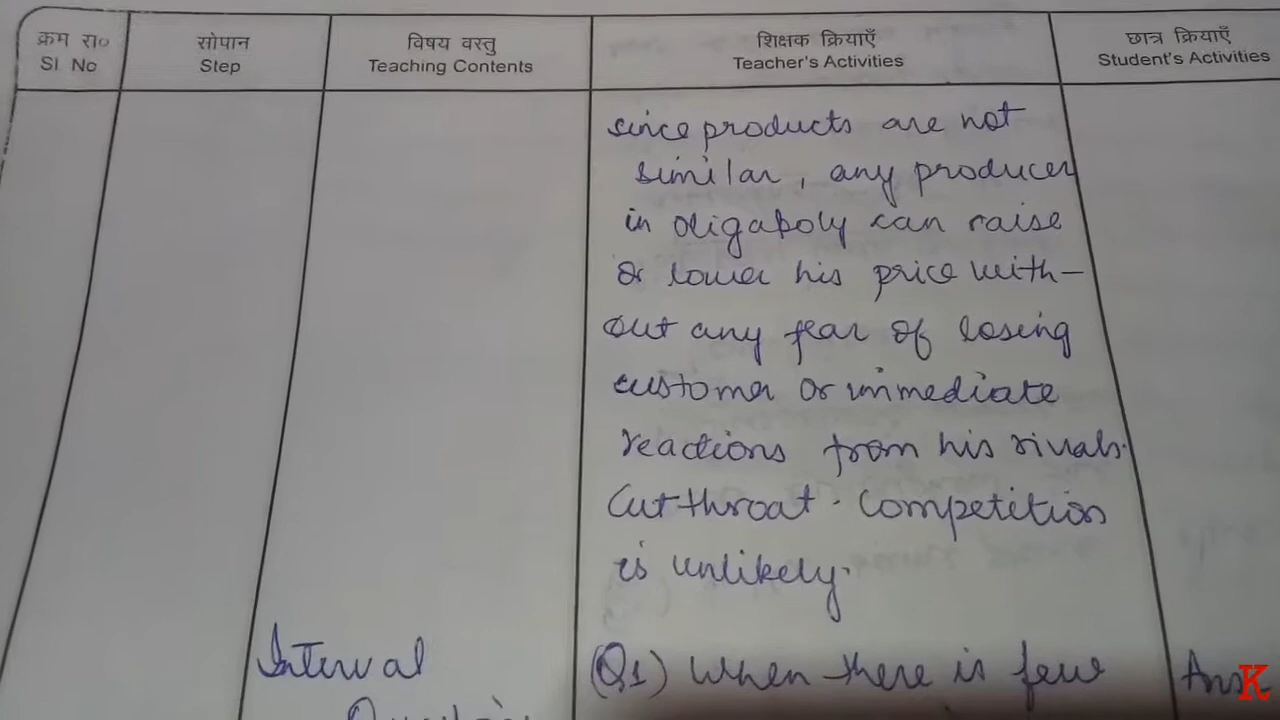 क्रम रा० सोपान विषय वस्तु शिक्षक क्रियाएँ छात्र क्रियाएँ
Sl. No Step Teaching Contents Teacher's Activities Student's Activities
since products are not
similar, any producer
in oligapoly can raise
or lower his price with-
out any fear of losing
customer or immediate
reactions from his rivals.
Cut throat - Competition
is unlikely.
Interval (Q1) When there is few Ans
K